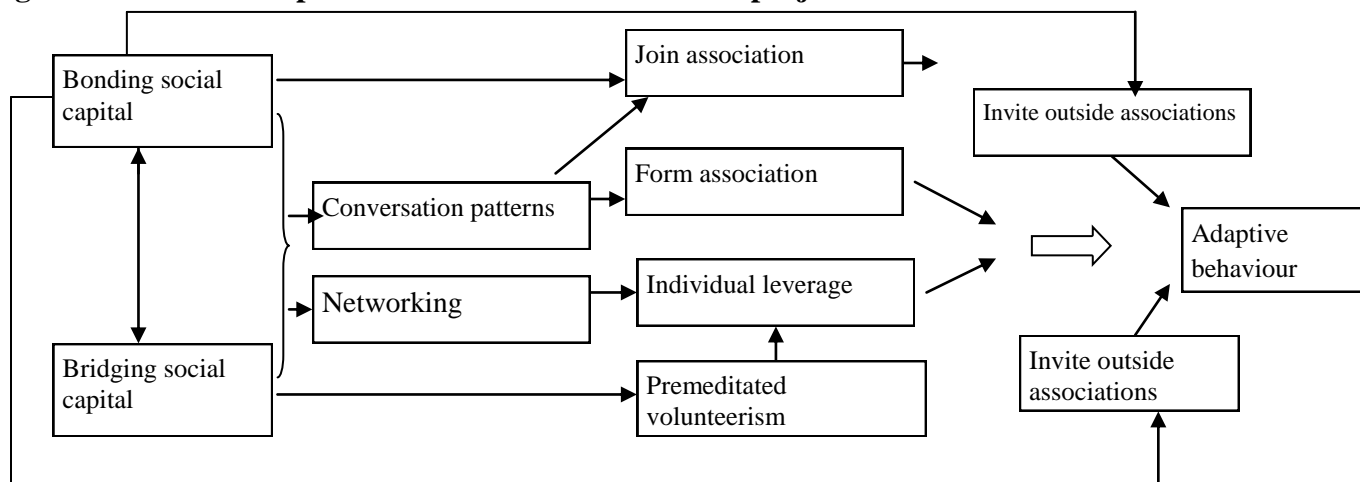 Join association
Bonding social
capital
Invite outside associations
Form association
Conversation patterns
Adaptive
behaviour
Individual leverage
Networking
Bridging social
capital
Invite outside
associations
Premeditated
volunteerism